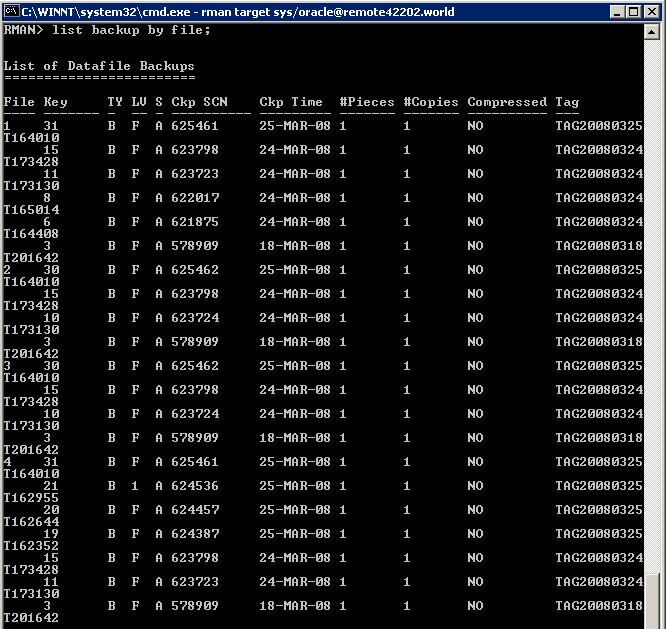 C:\WINNT\system32\cmd.exe - rman target sys/oracle@remote42202.world
RMAN> list backup by file;
List of Datafile Backups
========================
File Key     TY LV S Ckp SCN    Ckp Time  #Pieces #Copies Compressed Tag
---- ------- -  -- - ---------- --------- ------- ------- ---------- ---
1    31      B  F  A 625461     25-MAR-08 1       1       NO         TAG20080325
T164010
     15      B  F  A 623798     24-MAR-08 1       1       NO         TAG20080324
T173428
     11      B  F  A 623723     24-MAR-08 1       1       NO         TAG20080324
T173130
     8       B  F  A 622017     24-MAR-08 1       1       NO         TAG20080324
T165014
     6       B  F  A 621875     24-MAR-08 1       1       NO         TAG20080324
T164408
     3       B  F  A 578909     18-MAR-08 1       1       NO         TAG20080318
T201642
2    30      B  F  A 625462     25-MAR-08 1       1       NO         TAG20080325
T164010
     15      B  F  A 623798     24-MAR-08 1       1       NO         TAG20080324
T173428
     10      B  F  A 623724     24-MAR-08 1       1       NO         TAG20080324
T173130
     3       B  F  A 578909     18-MAR-08 1       1       NO         TAG20080318
T201642
3    30      B  F  A 625462     25-MAR-08 1       1       NO         TAG20080325
T164010
     15      B  F  A 623798     24-MAR-08 1       1       NO         TAG20080324
T173428
     10      B  F  A 623724     24-MAR-08 1       1       NO         TAG20080324
T173130
     3       B  F  A 578909     18-MAR-08 1       1       NO         TAG20080318
T201642
4    31      B  F  A 625461     25-MAR-08 1       1       NO         TAG20080325
T164010
     21      B  1  A 624536     25-MAR-08 1       1       NO         TAG20080325
T162955
     20      B  F  A 624457     25-MAR-08 1       1       NO         TAG20080325
T162644
     19      B  F  A 624387     25-MAR-08 1       1       NO         TAG20080325
T162352
     15      B  F  A 623798     24-MAR-08 1       1       NO         TAG20080324
T173428
     11      B  F  A 623723     24-MAR-08 1       1       NO         TAG20080324
T173130
     3       B  F  A 578909     18-MAR-08 1       1       NO         TAG20080318
T201642